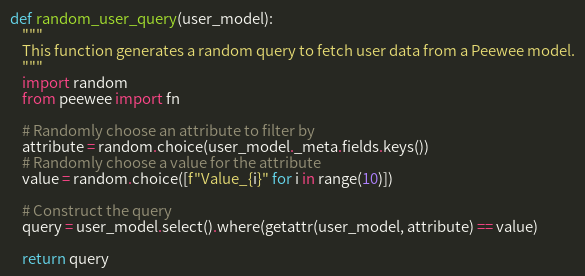 def random_user_query(user_model):
"""
This function generates a random query to fetch user data from a Peewee model.
"""
import random
from peewee import fn
# Randomly choose an attribute to filter by
attribute = random.choice(user_model._meta.fields.keys())
# Randomly choose a value for the attribute
value = random.choice([f"Value_{i}" for i in range(10)])
# Construct the query
query = user_model.select().where(getattr(user_model, attribute) == value)
return query